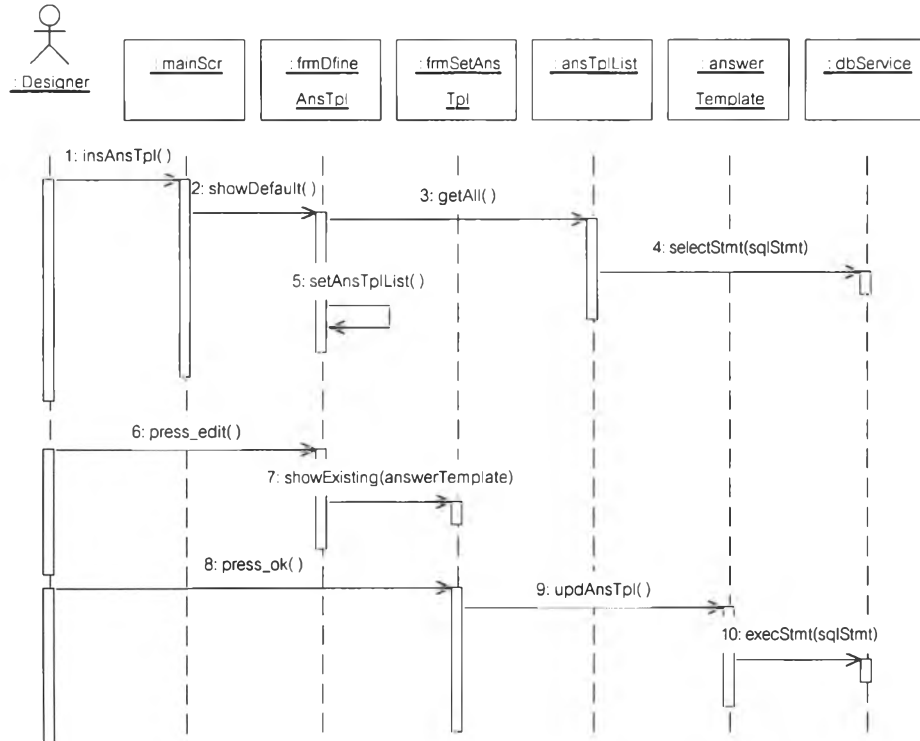 : Designer
: mainScr
: frmDfine
AnsTpl
: frmSetAns
Tpl
: ansTplList
: answer
Template
: dbService
1: insAnsTpl( )
2: showDefault( )
3: getAll( )
4: selectStmt(sqlStmt)
5: setAnsTplList( )
6: press_edit( )
7: showExisting(answerTemplate)
8: press_ok( )
9: updAnsTpl( )
10: execStmt(sqlStmt)